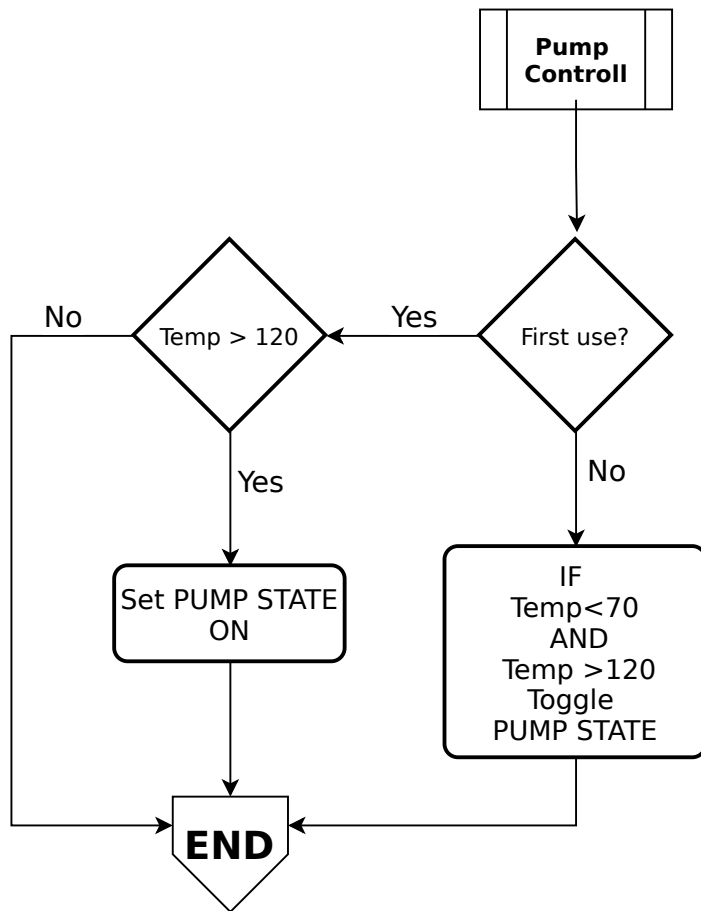 Pump
Controll
No
Temp > 120
Yes
First use?
Yes
No
Set PUMP STATE
ON
IF
Temp<70
AND
Temp >120
Toggle
PUMP STATE
END